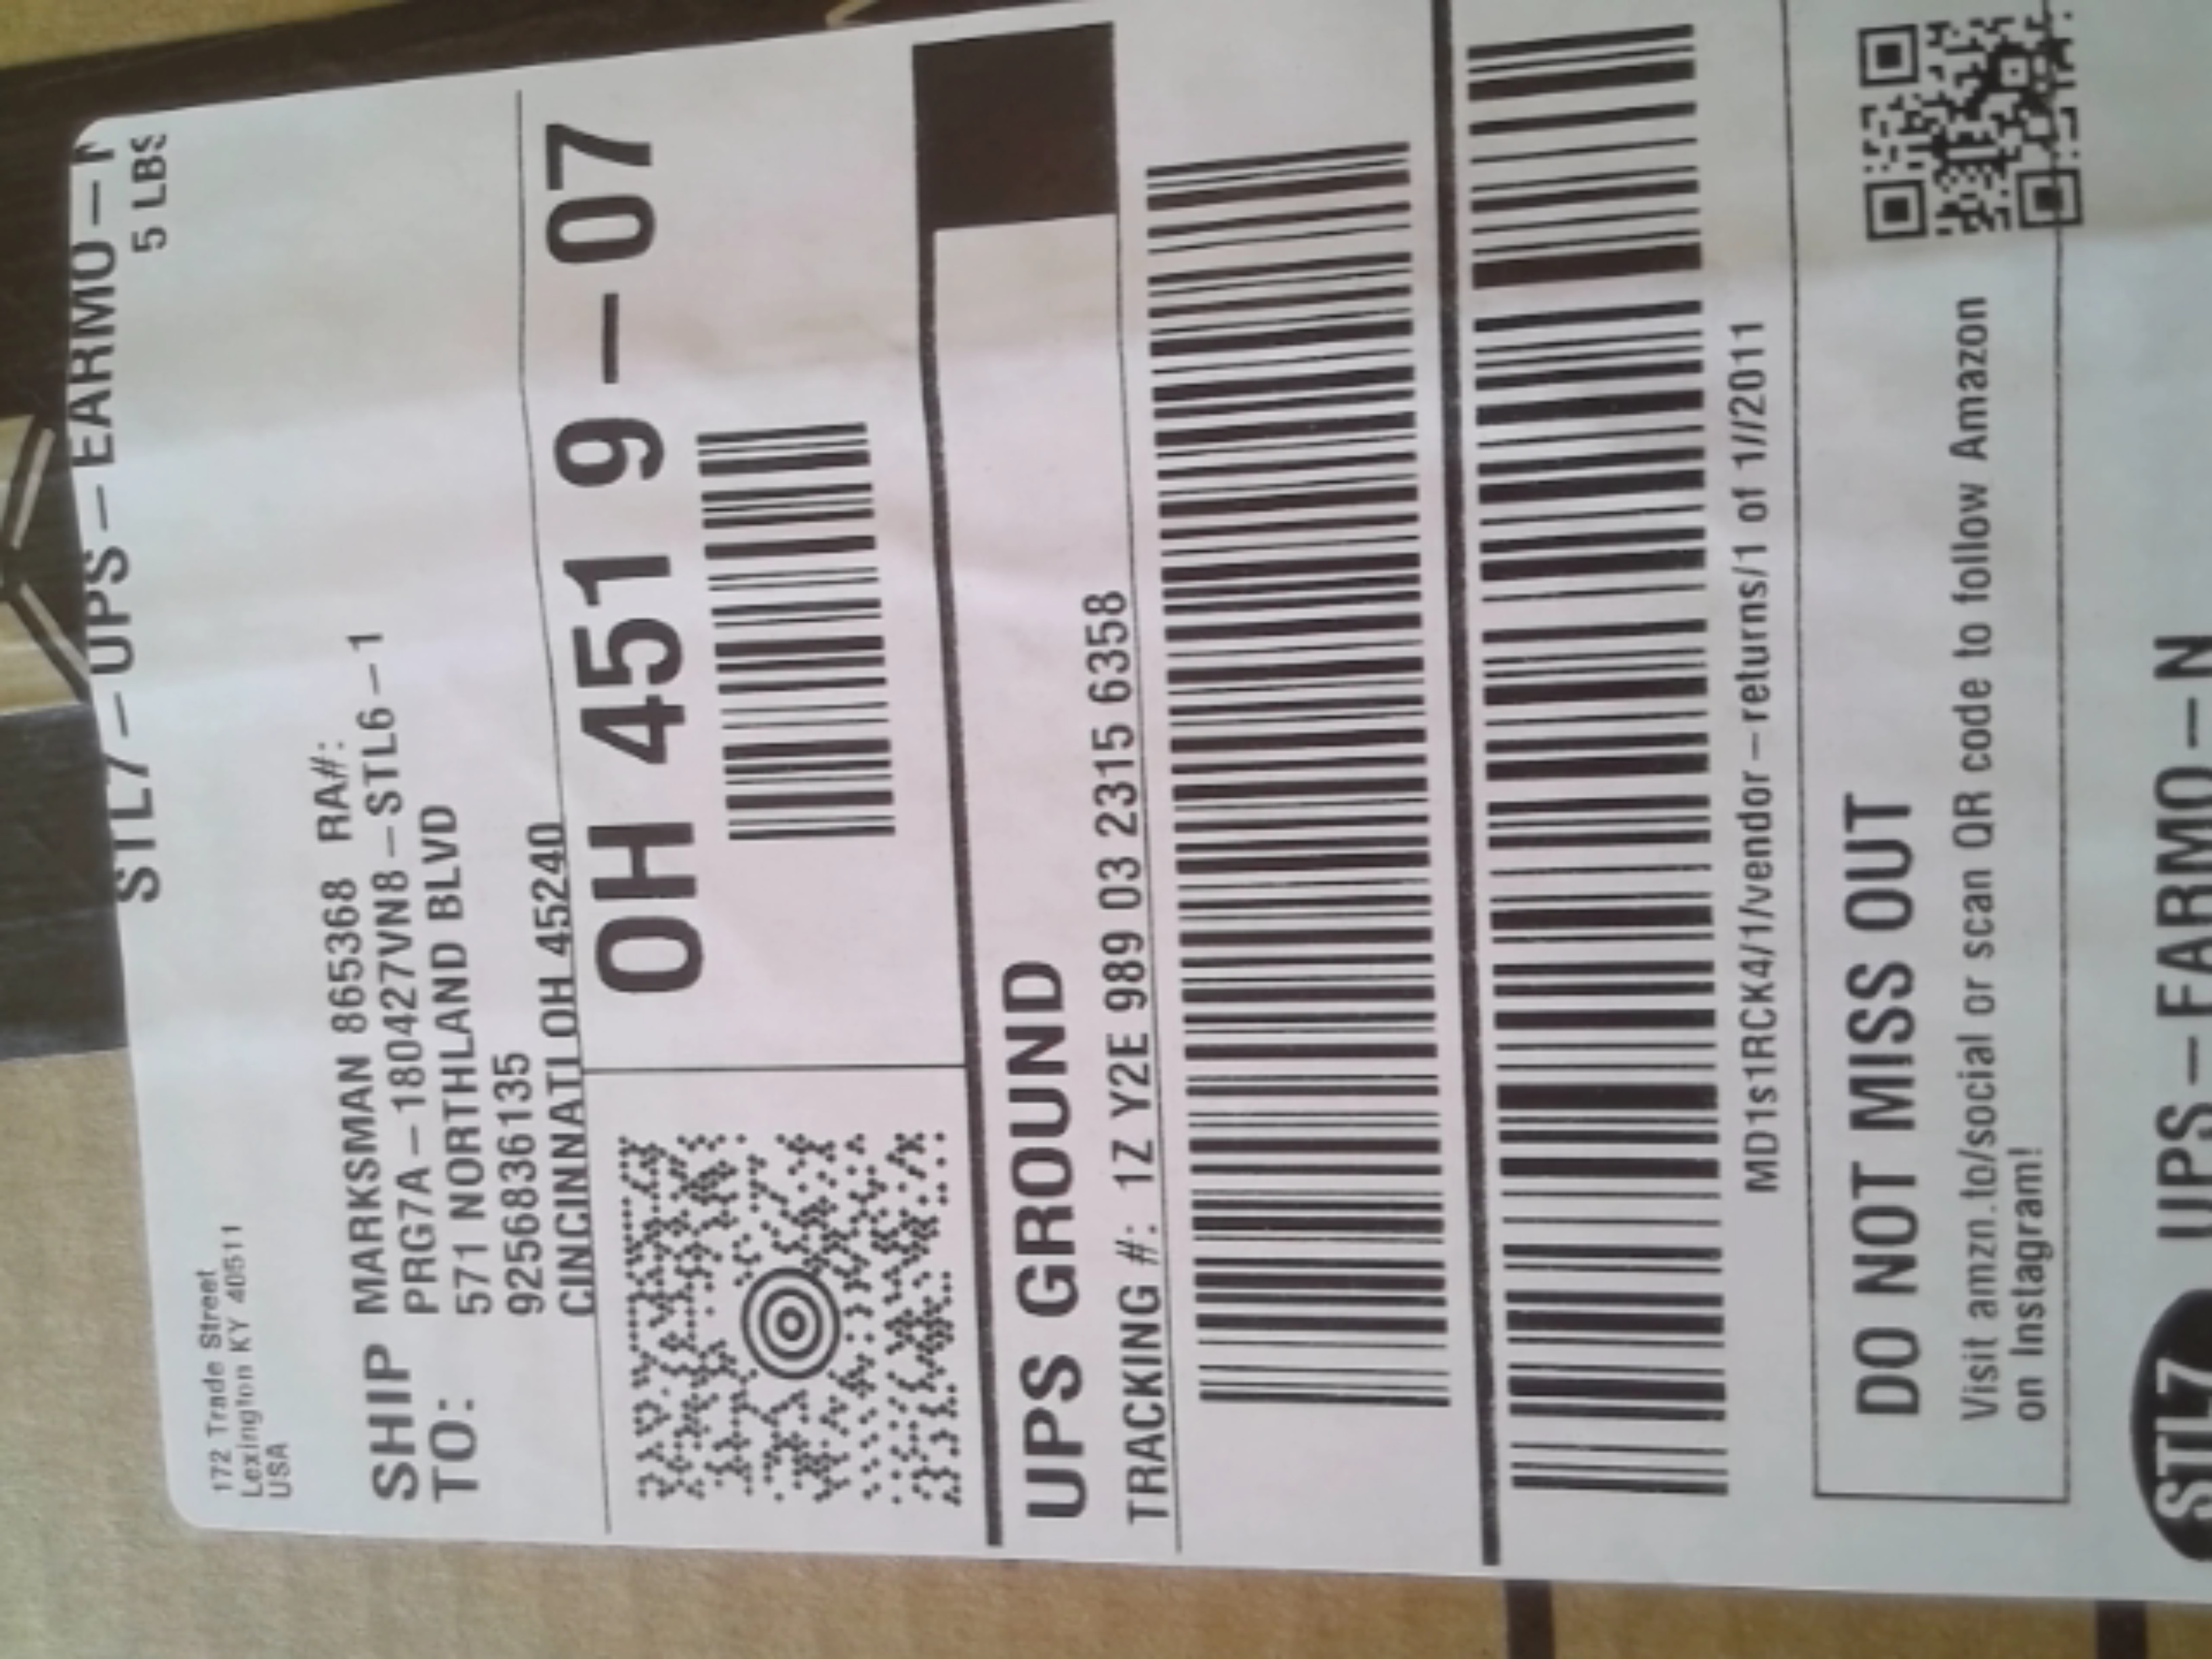 STL7-UPS-EARMO-N
5 LBS
172 Trade Street
Lexington KY 40511
USA
SHIP TO:
MARKSMAN 865368 RA#:
PRG7A-180427VN8-STL6-1
571 NORTHLAND BLVD
9256836135
CINCINNATI OH 45240
OH 451 9-07
UPS GROUND
TRACKING #: 1Z Y2E 989 03 2315 6358
MD1s1RCK4/1/vendor-returns/1 of 1//2011
DO NOT MISS OUT
Visit amzn.to/social or scan QR code to follow Amazon
on Instagram!
STL7 UPS-EARMO-N